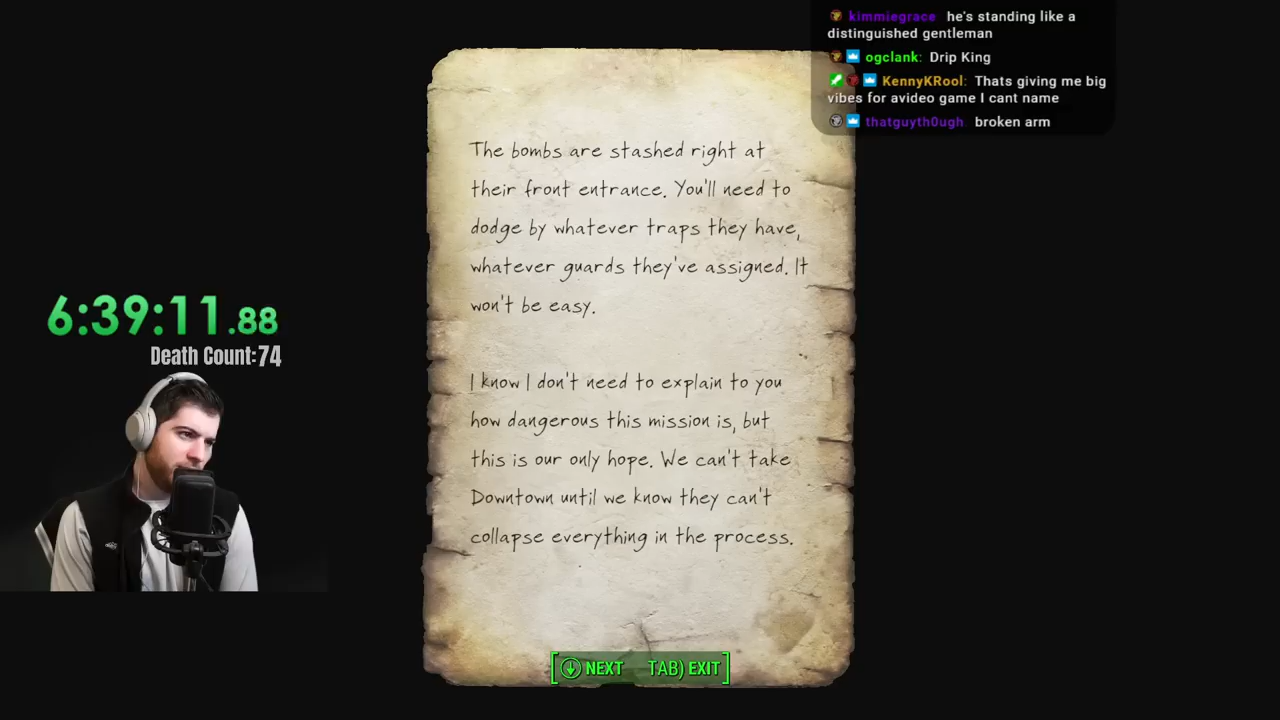 kimmiegrace he's standing like a
distinguished gentleman
ogclank: Drip King
KennyKRool: Thats giving me big
vibes for avideo game I cant name
thatguyth0ugh broken arm
The bombs are stashed right at
their front entrance. You'll need to
dodge by whatever traps they have,
whatever guards they've assigned. It
won't be easy.
I know I don't need to explain to you
how dangerous this mission is, but
this is our only hope. We can't take
Downtown until we know they can't
collapse everything in the process.
6:39:11.88
Death Count:74
NEXT TAB) EXIT